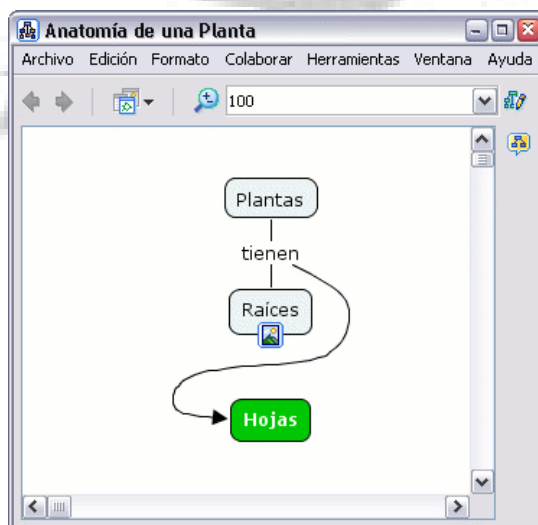 Anatomía de una Planta
Archivo Edición Formato Colaborar Herramientas Ventana Ayuda
100
Plantas
tienen
Raíces
Hojas